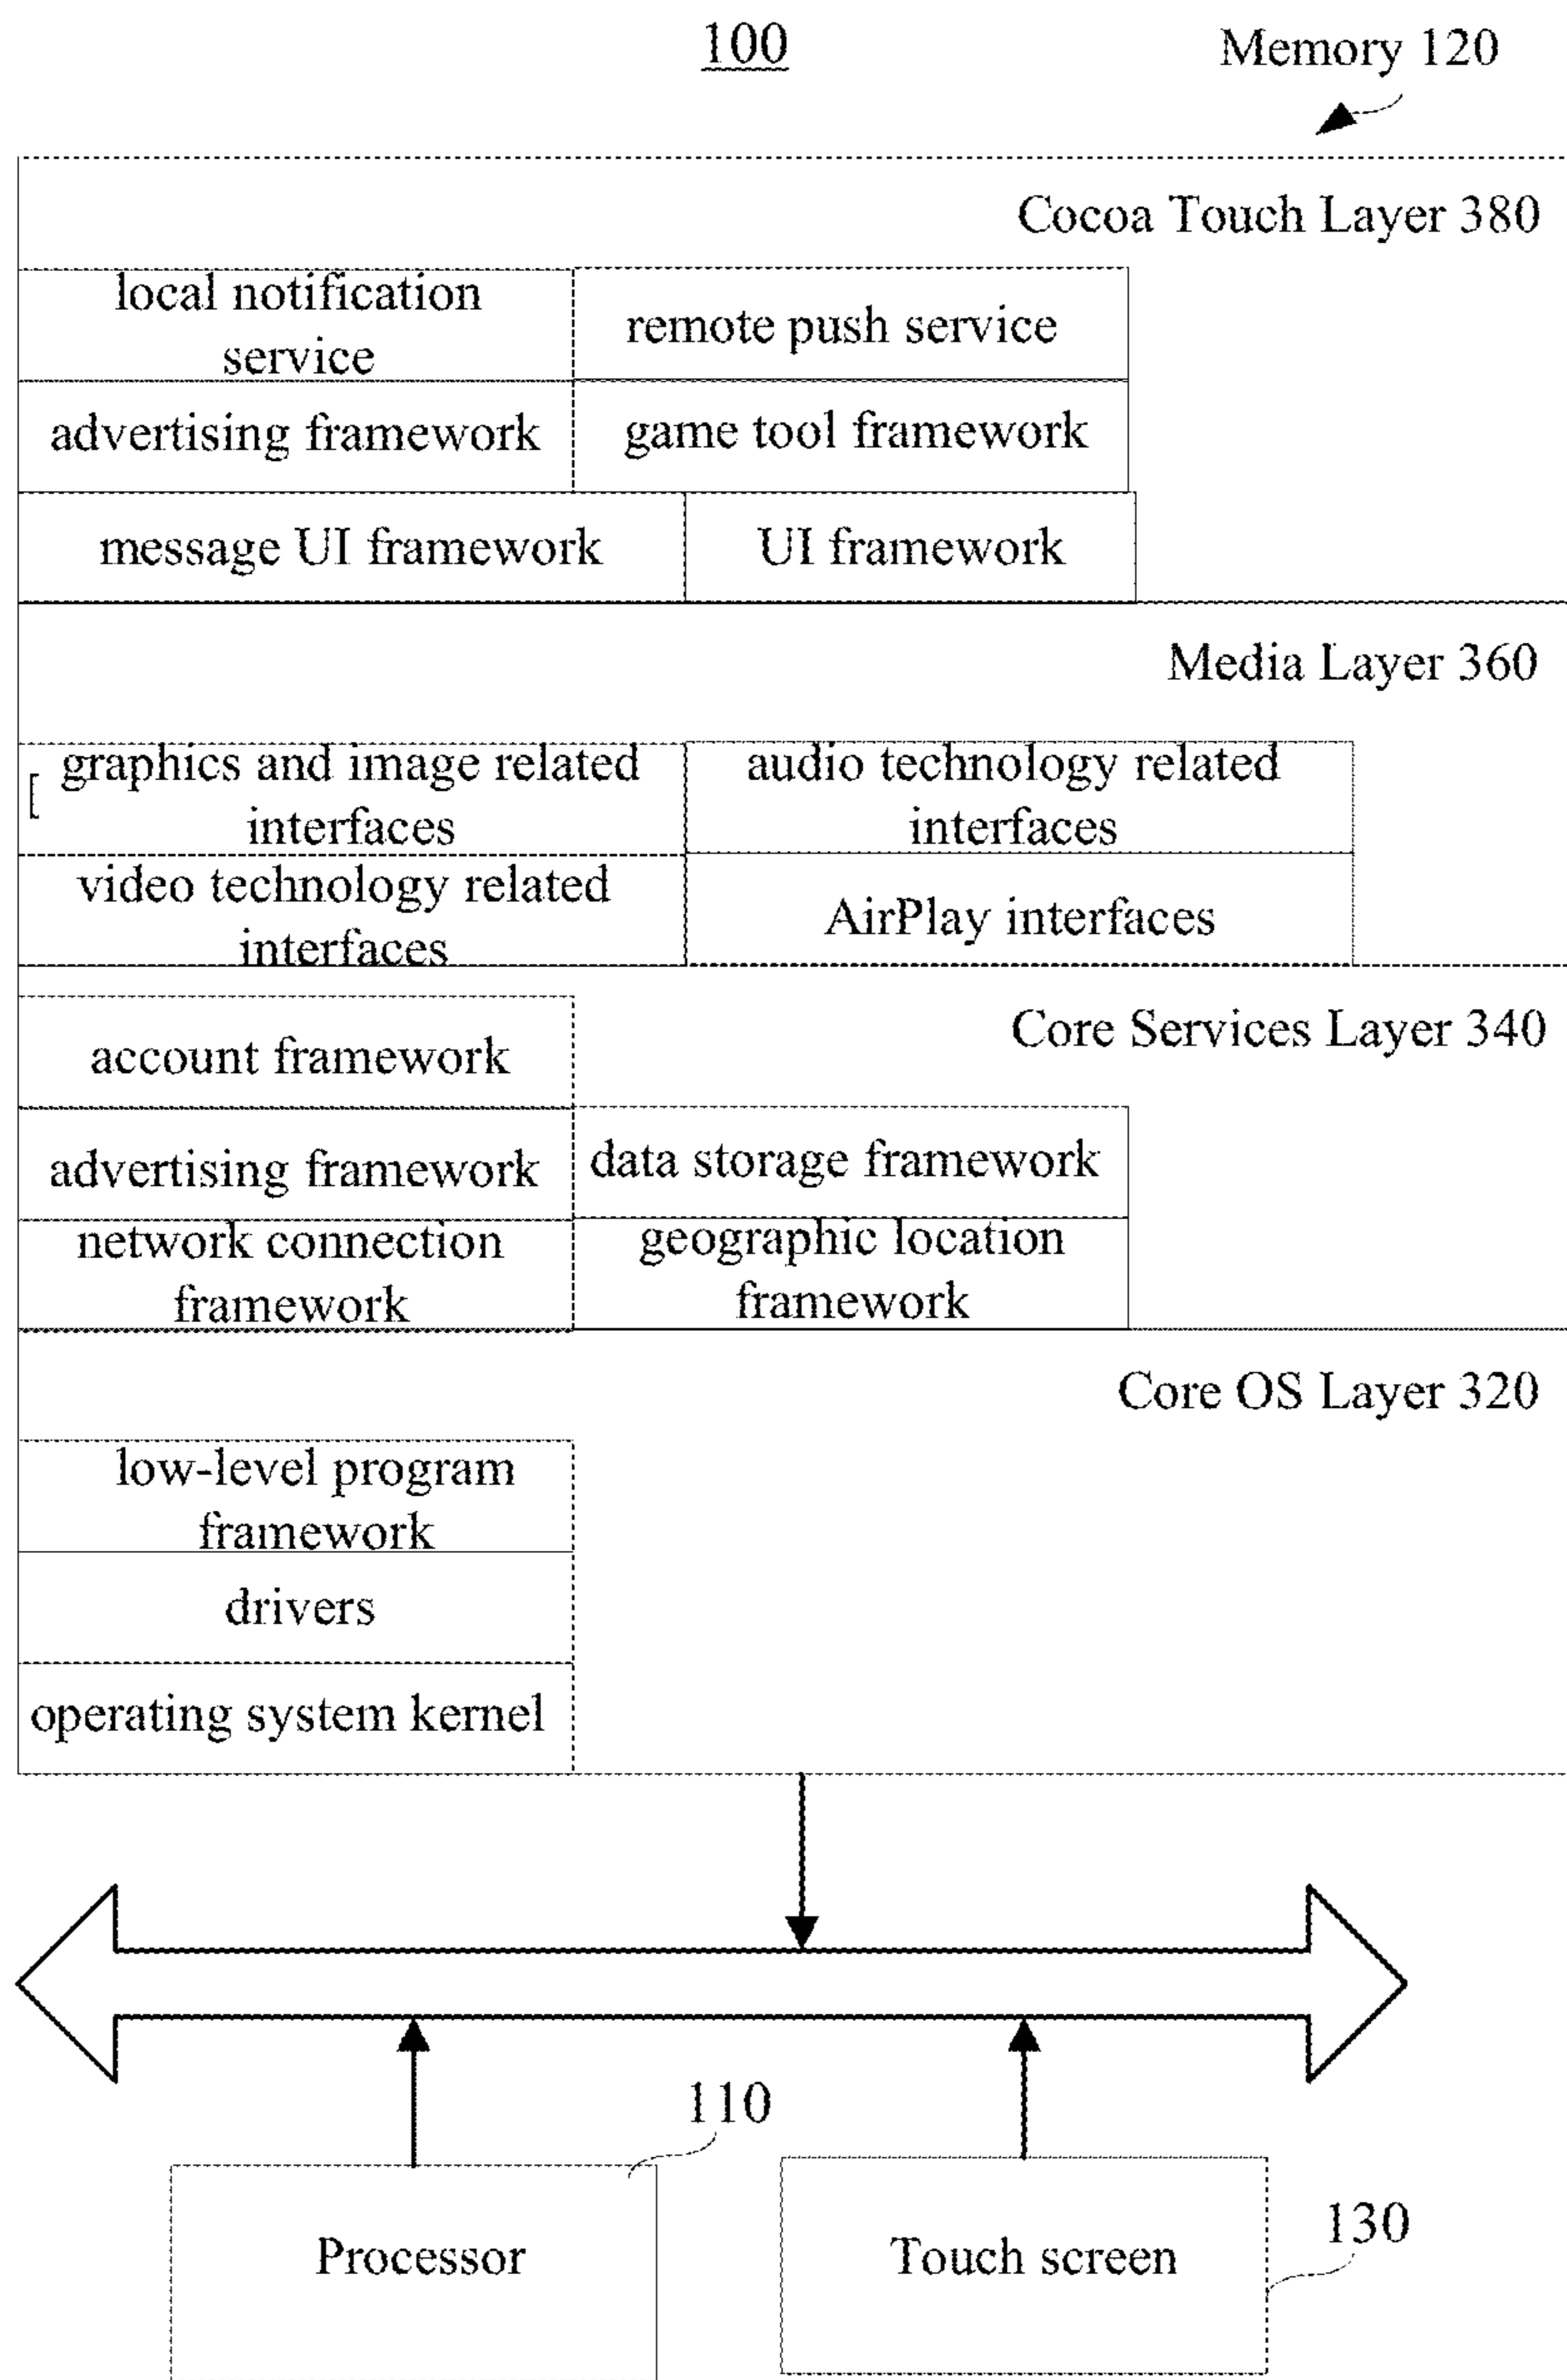 100
Memory 120
Cocoa Touch Layer 380
local notification
service
remote push service
advertising framework
game tool framework
message UI framework
UI framework
Media Layer 360
[
graphics and image related
interfaces
audio technology related
interfaces
video technology related
interfaces
AirPlay interfaces
Core Services Layer 340
account framework
advertising framework
data storage framework
network connection
framework
geographic location
framework
Core OS Layer 320
low-level program
framework
drivers
operating system kernel
110
Processor
Touch screen
130